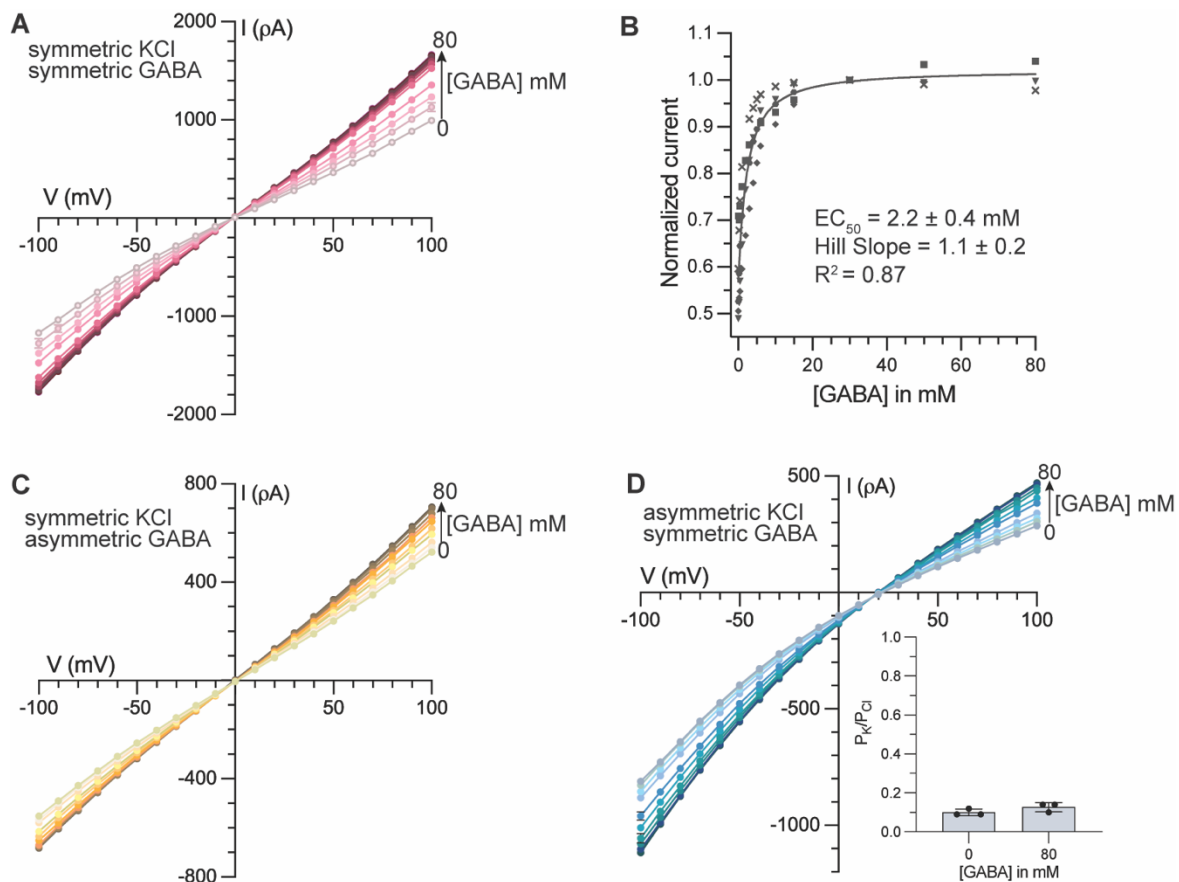 A
I (ρA)
symmetric KCl
symmetric GABA
2000
1000
-1000
-2000
V (mV)
-100
-50
50
100
80
[GABA] mM
0
B
Normalized current
1.0
0.9
0.8
0.7
0.6
0.5
EC50 = 2.2 ± 0.4 mM
Hill Slope = 1.1 ± 0.2
R2 = 0.87
0
20
40
60
80
[GABA] in mM
C
I (ρA)
symmetric KCl
asymmetric GABA
800
400
-400
-800
V (mV)
-100
-50
50
100
80
[GABA] mM
0
D
I (ρA)
asymmetric KCl
symmetric GABA
500
-500
-1000
V (mV)
-100
-50
50
100
80
[GABA] mM
0
PK/PCl
1.0
0.8
0.6
0.4
0.2
0.0
0
80
[GABA] in mM